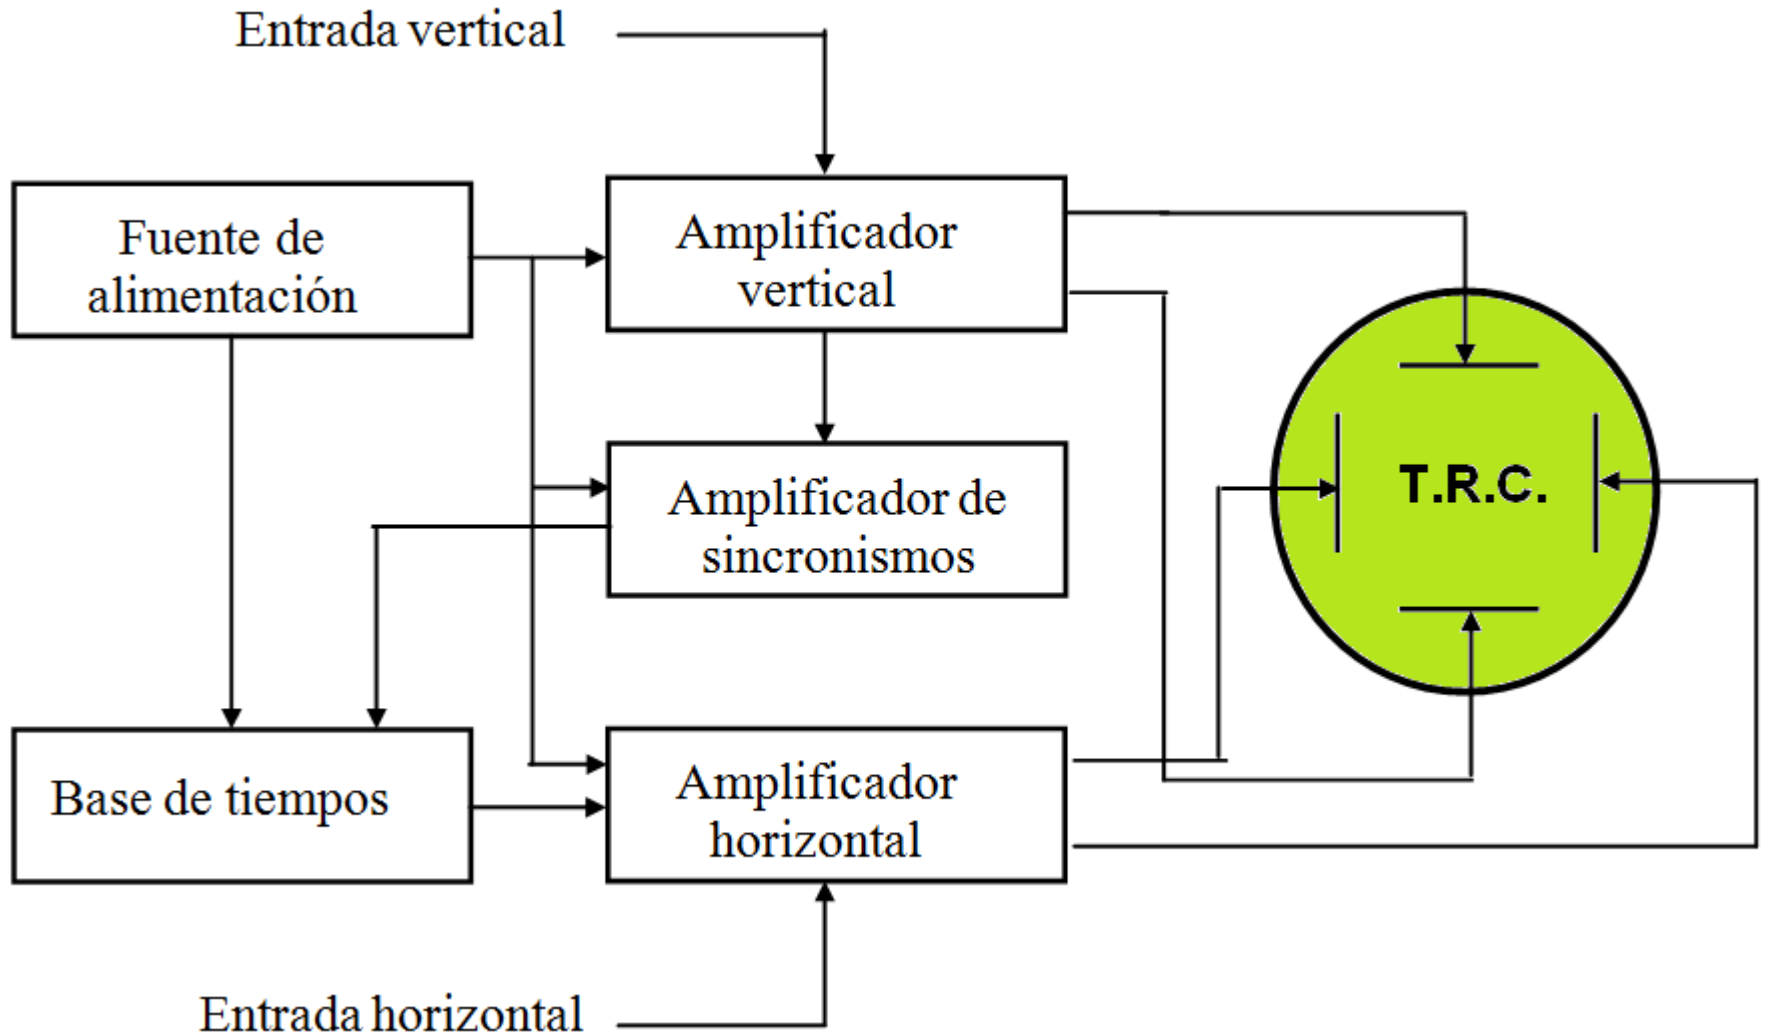 Entrada vertical
Fuente de
alimentación
Amplificador
vertical
Amplificador de
sincronismos
T.R.C.
Base de tiempos
Amplificador
horizontal
Entrada horizontal